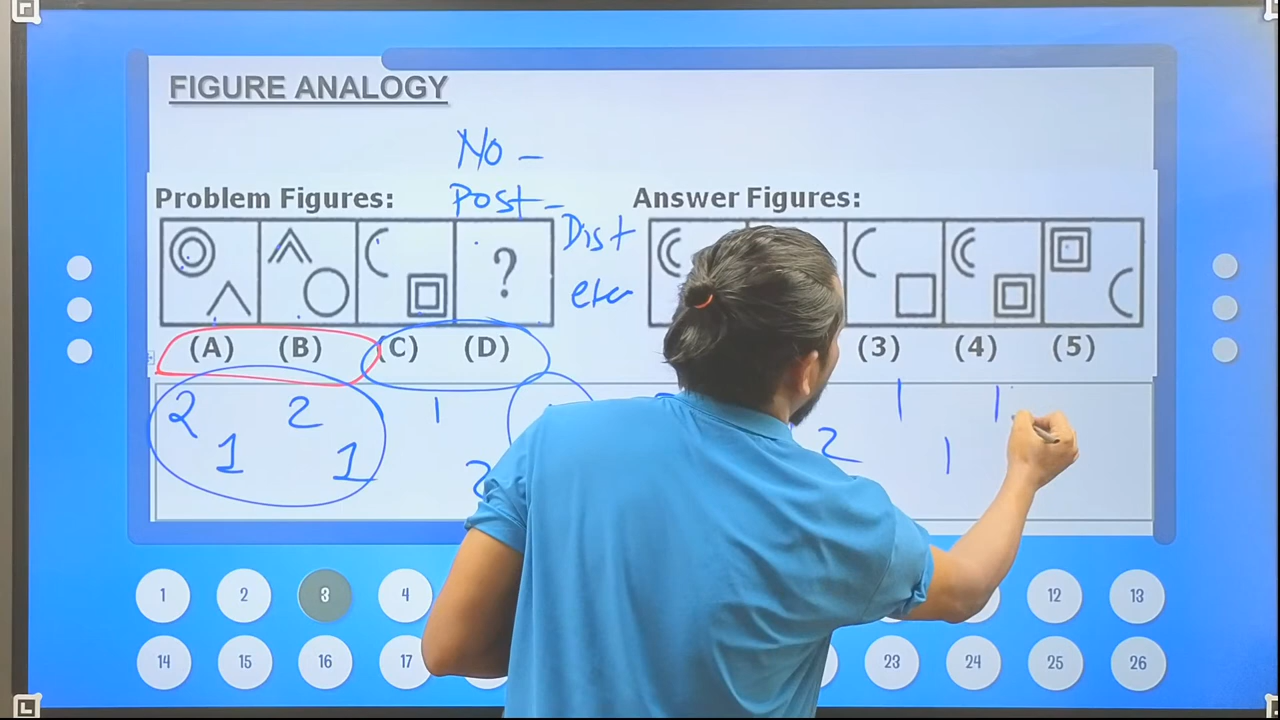 FIGURE ANALOGY
No -
Post -
Problem Figures:
Answer Figures:
Dist
etc
?
(A) (B) (C) (D)
(3) (4) (5)
2 2 1 1 1
1 1 2 2 1
1 2 3 4 12 13
14 15 16 17 23 24 25 26